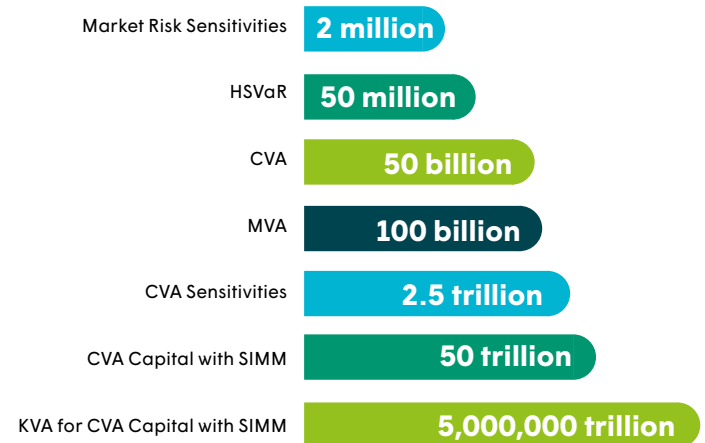 Market Risk Sensitivities 2 million
HSVaR 50 million
CVA 50 billion
MVA 100 billion
CVA Sensitivities 2.5 trillion
CVA Capital with SIMM 50 trillion
KVA for CVA Capital with SIMM 5,000,000 trillion